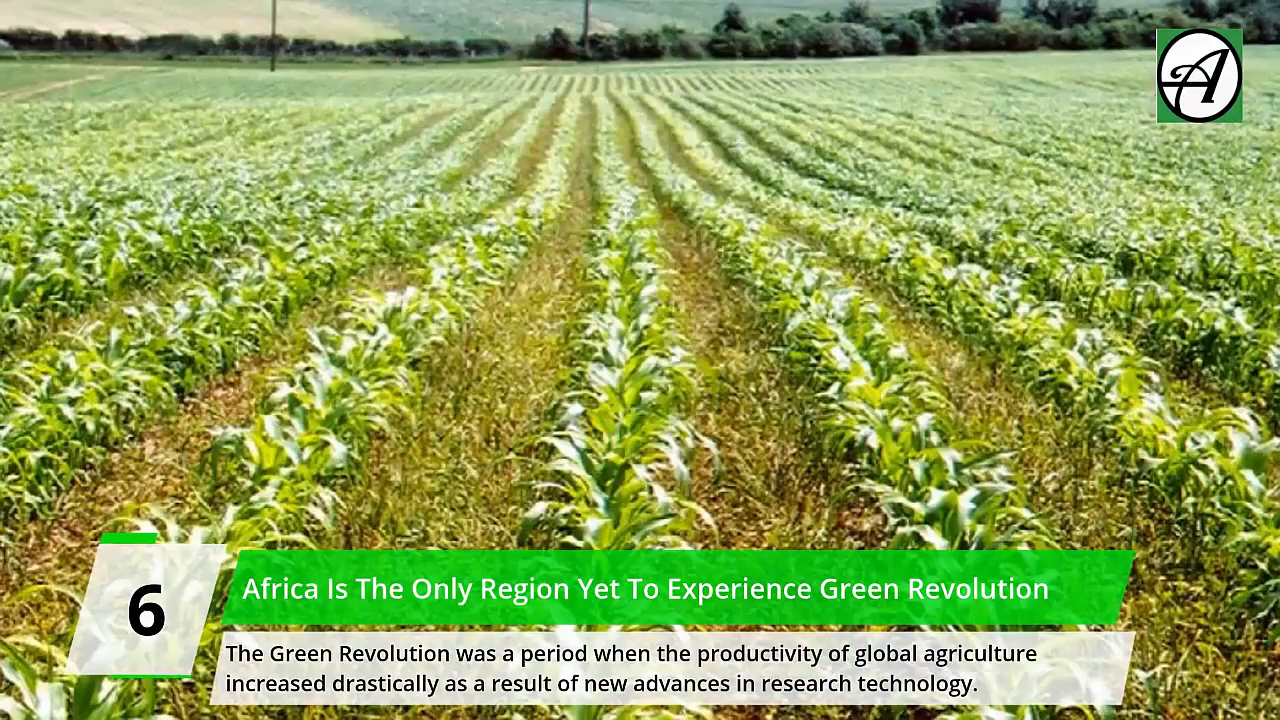 A
6
Africa Is The Only Region Yet To Experience Green Revolution
The Green Revolution was a period when the productivity of global agriculture
increased drastically as a result of new advances in research technology.